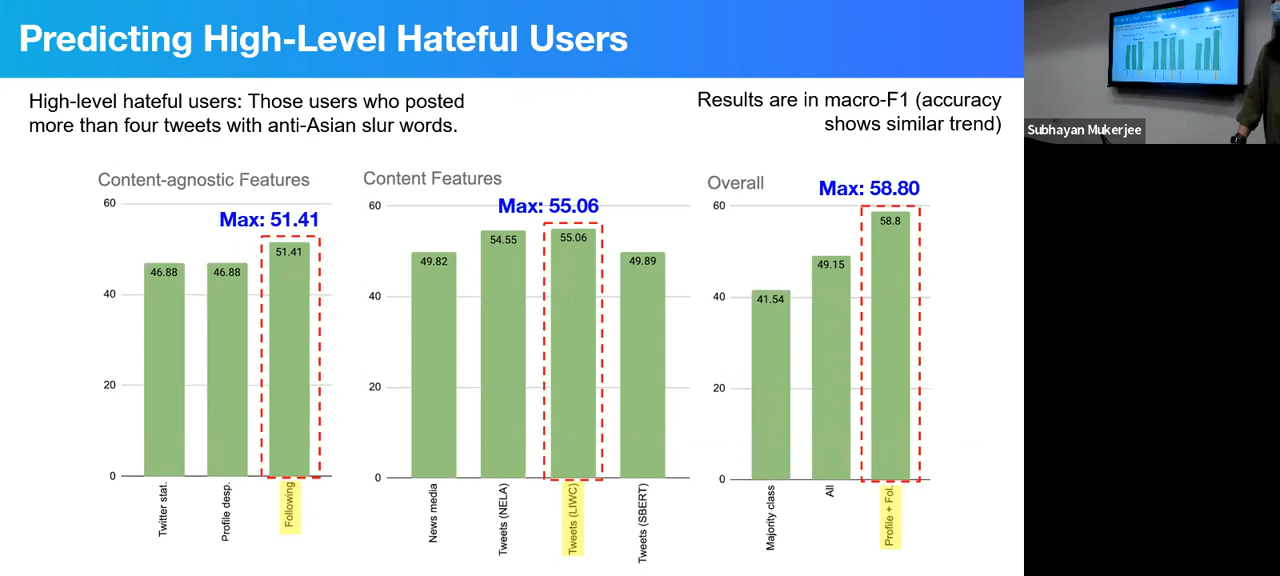 Predicting High-Level Hateful Users
High-level hateful users: Those users who posted
more than four tweets with anti-Asian slur words.
Results are in macro-F1 (accuracy
shows similar trend)
Subhayan Mukerjee
Content-agnostic Features
Max: 51.41
60
40
20
0
46.88
46.88
51.41
Twitter stat.
Profile desp.
Following
Content Features
Max: 55.06
60
40
20
0
49.82
54.55
55.06
49.89
News media
Tweets (NELA)
Tweets (LIWC)
Tweets (SBERT)
Overall
Max: 58.80
60
40
20
0
41.54
49.15
58.8
Majority class
All
Profile + Fol.